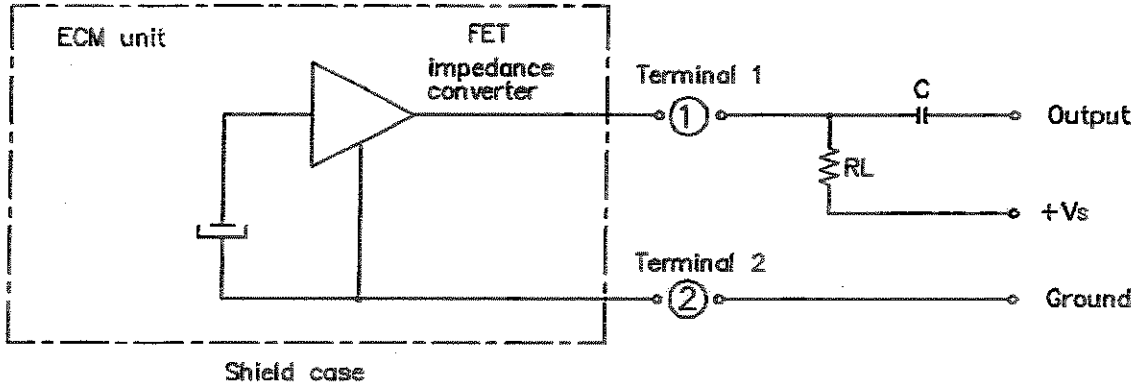 ECM unit
FET
impedance
converter
Terminal 1
1
C
Output
RL
+Vs
Terminal 2
2
Ground
Shield case